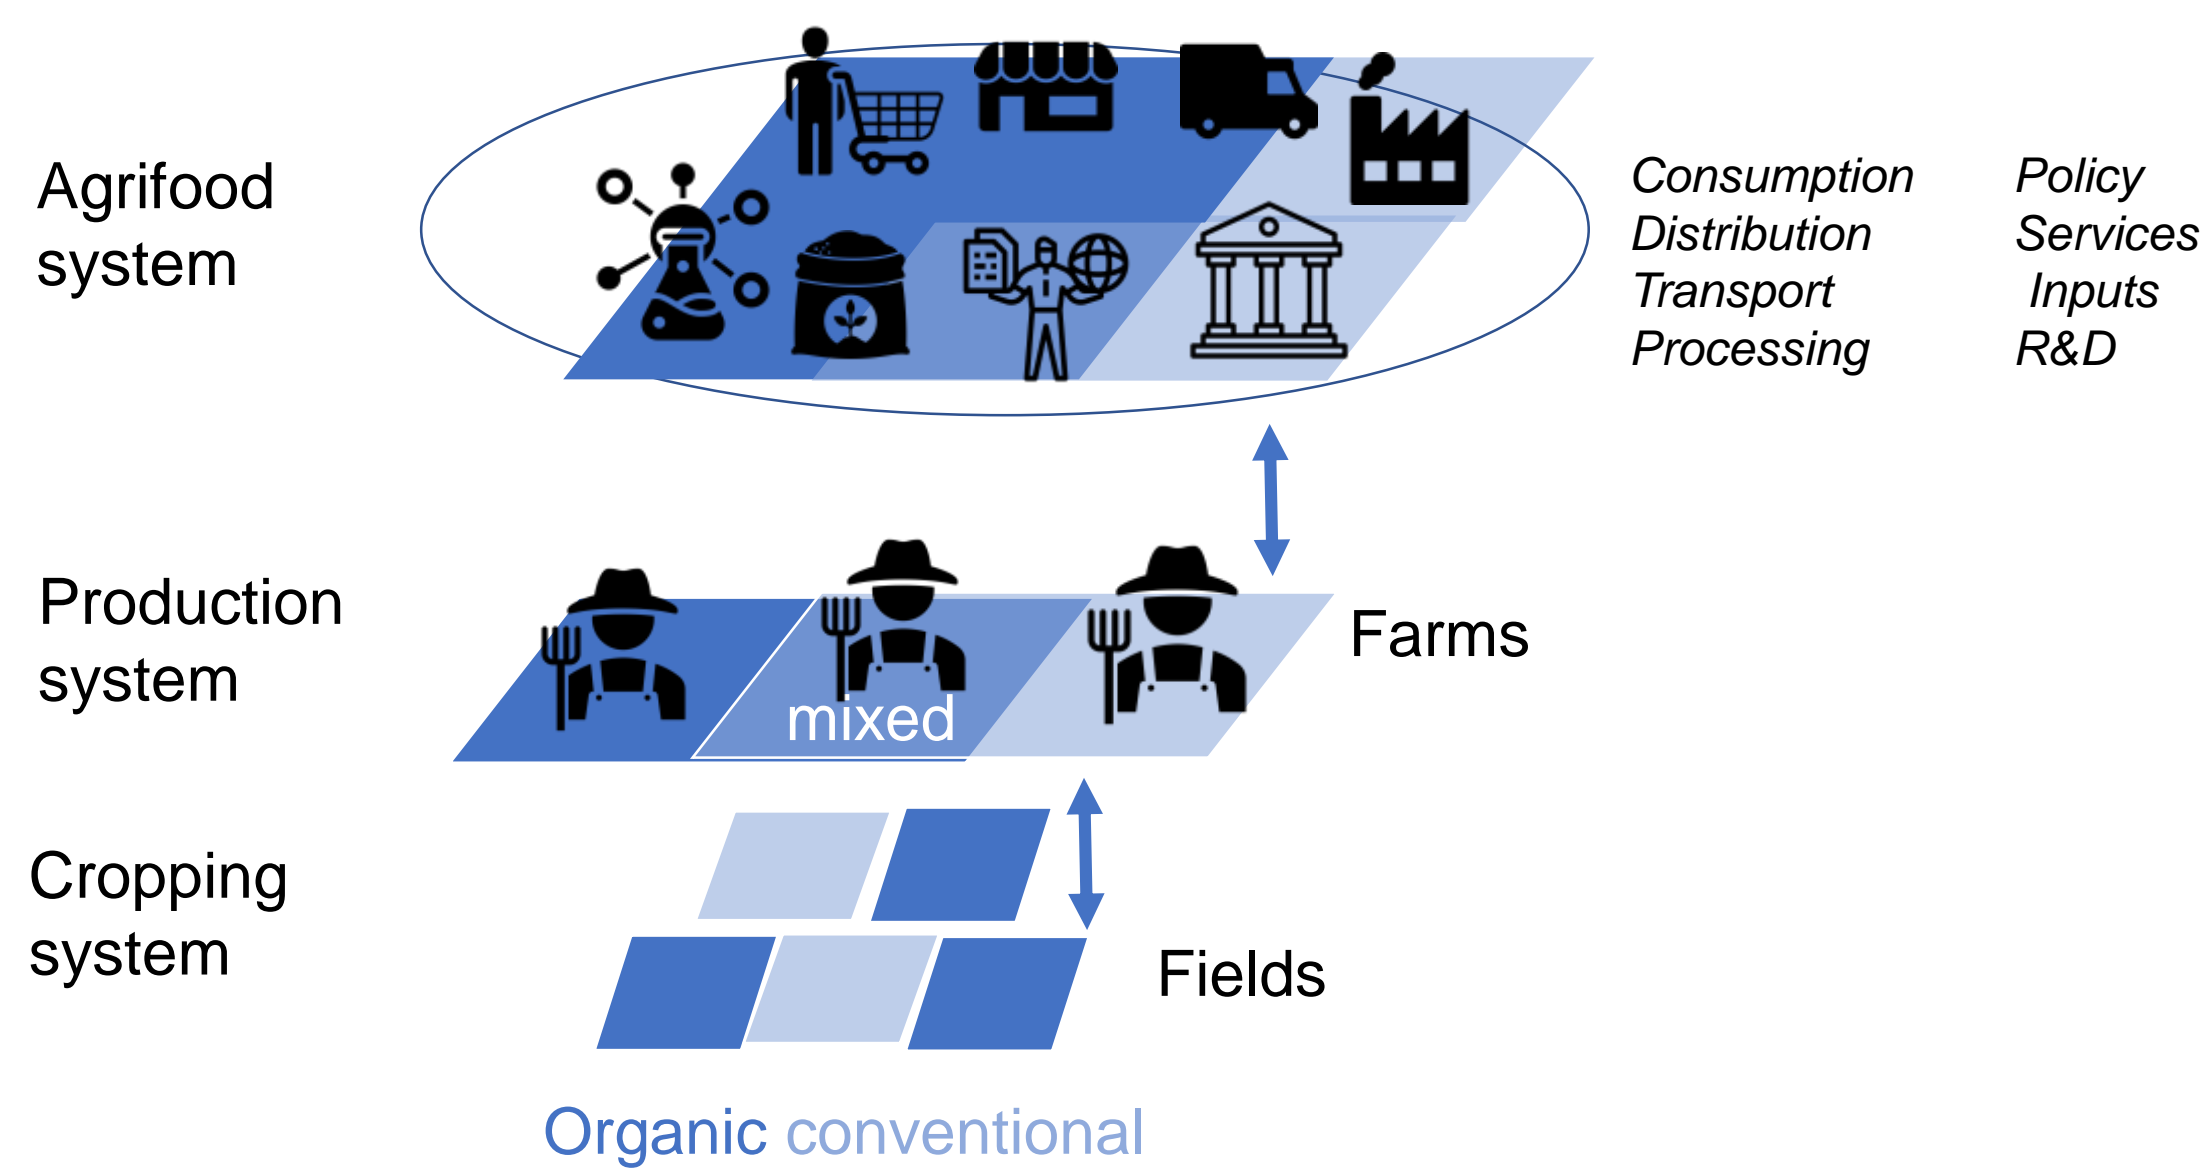 Agrifood
system
Consumption
Distribution
Transport
Processing
Policy
Services
Inputs
R&D
Production
system
mixed
Farms
Cropping
system
Fields
Organic conventional